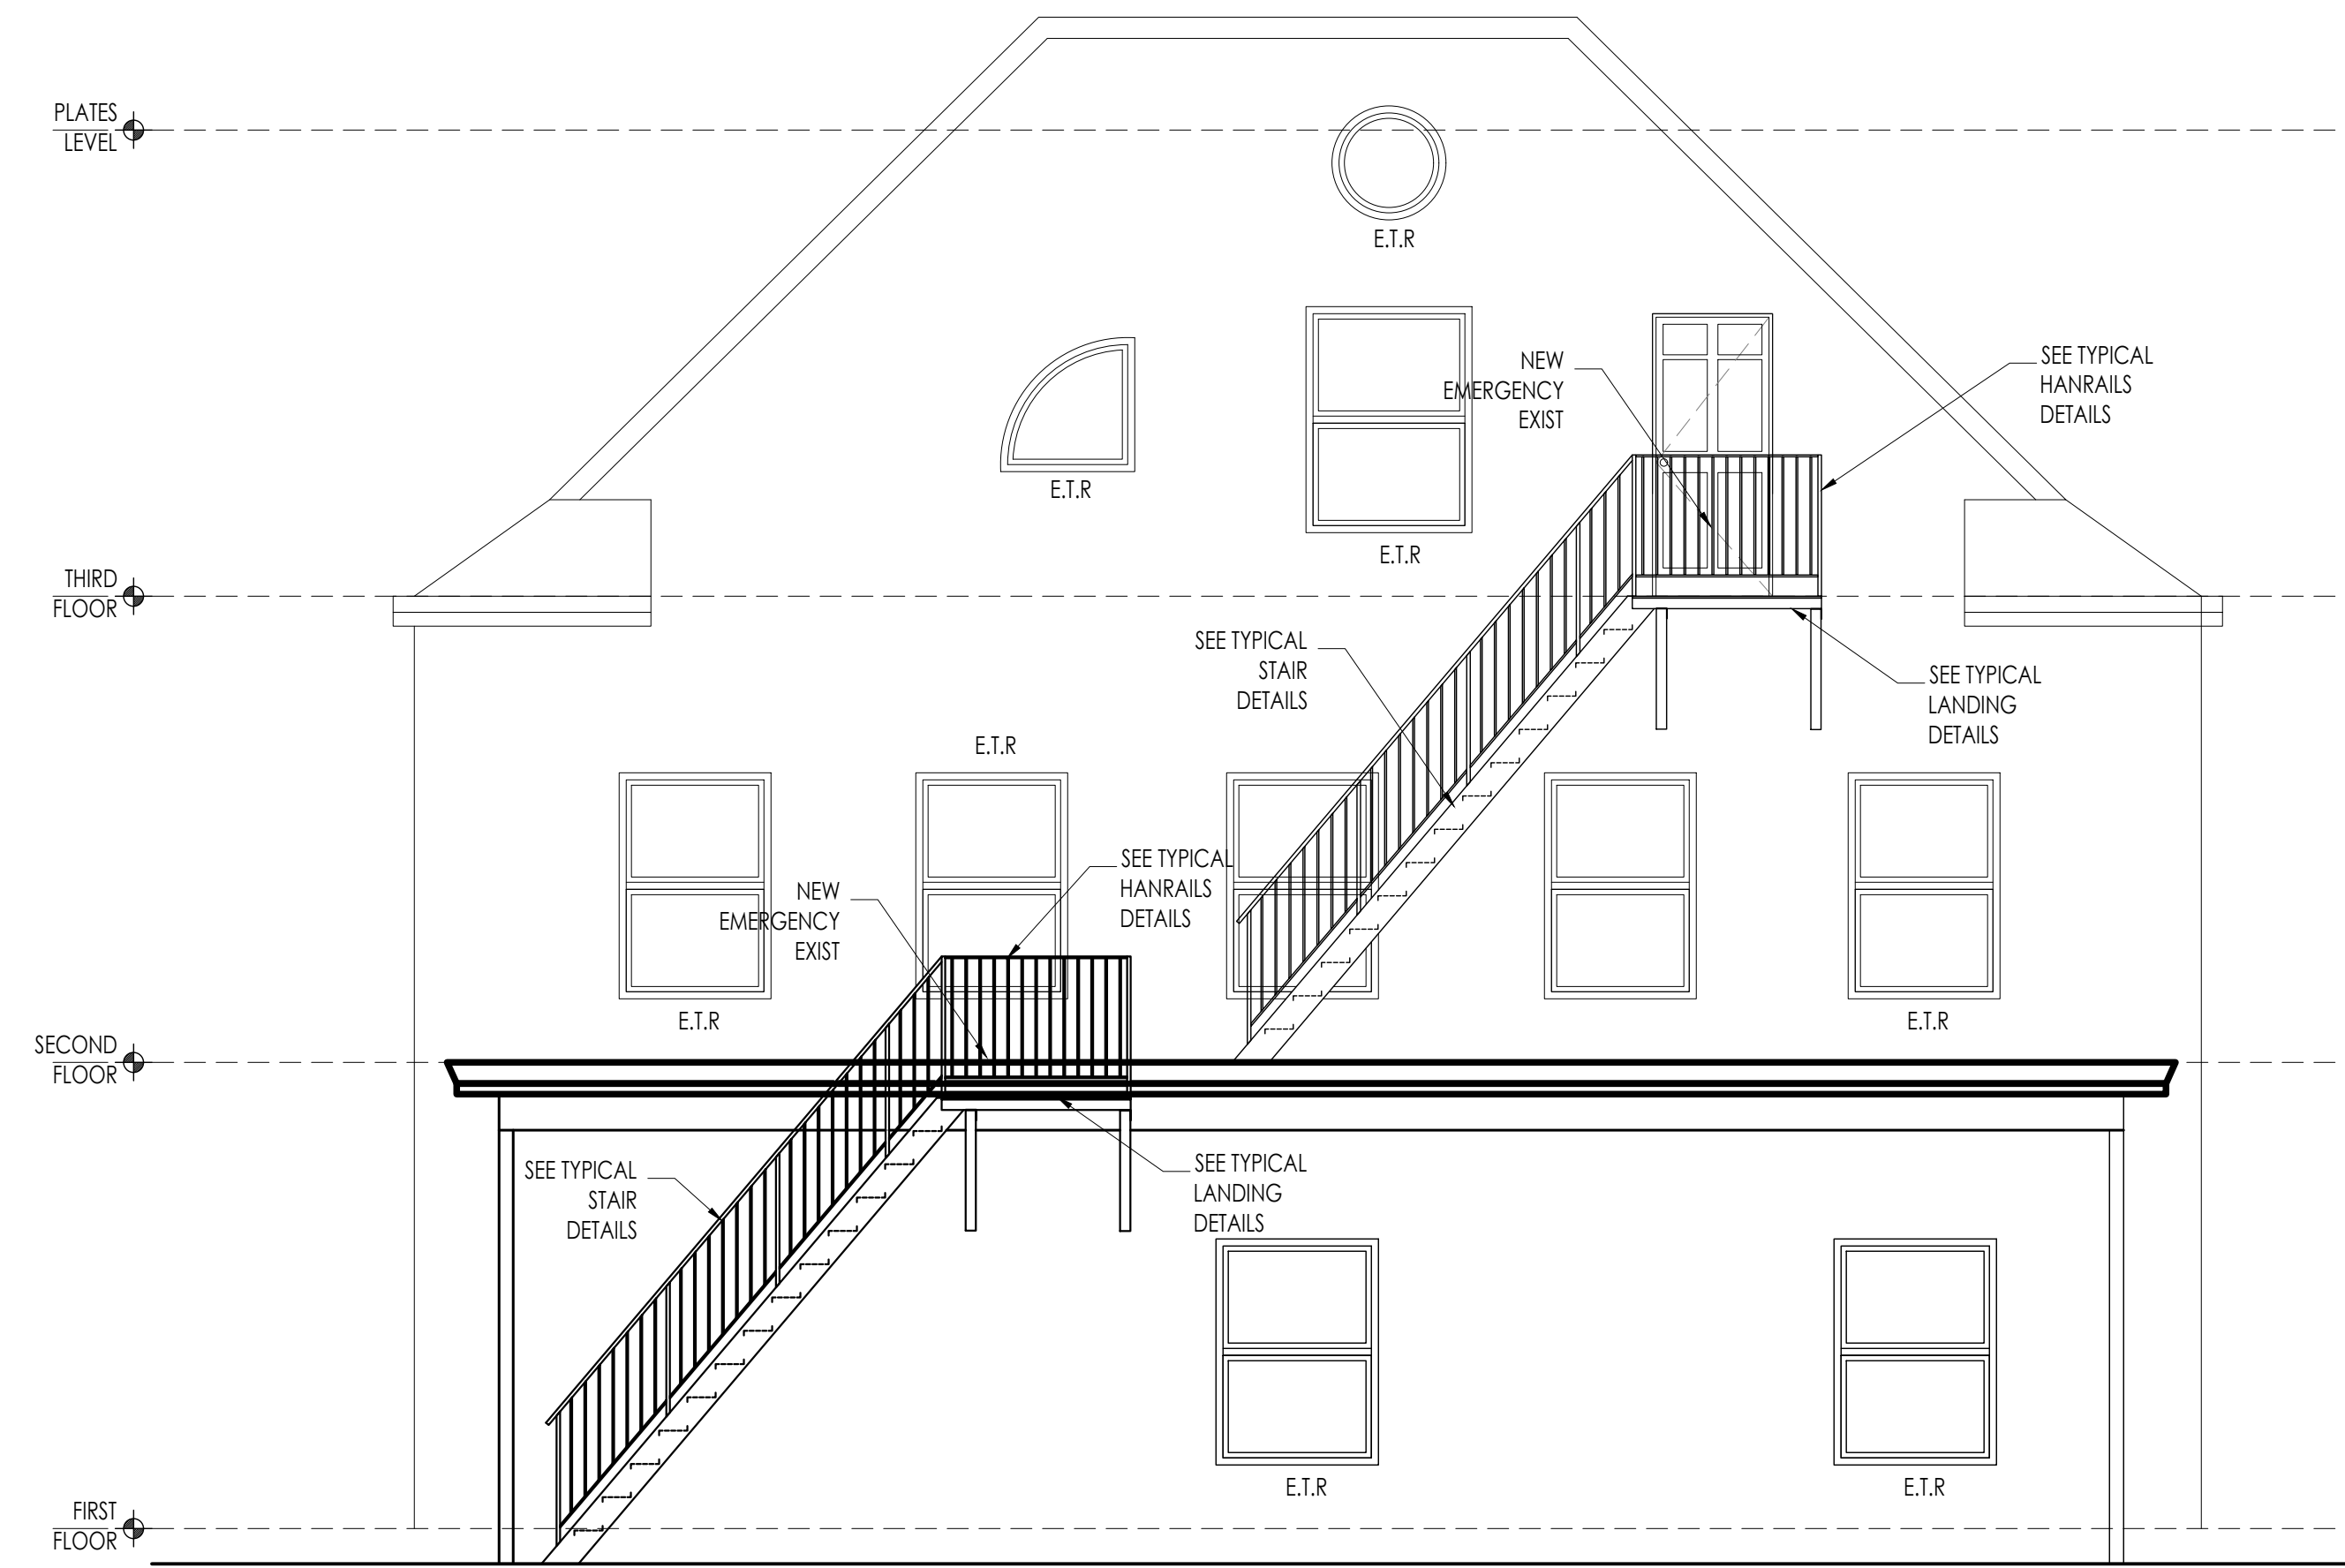 PLATES
LEVEL
E.T.R
NEW
EMERGENCY
EXIST
SEE TYPICAL
HANRAILS
DETAILS
E.T.R
E.T.R
THIRD
FLOOR
SEE TYPICAL
STAIR
DETAILS
SEE TYPICAL
LANDING
DETAILS
E.T.R
SEE TYPICAL
HANRAILS
DETAILS
NEW
EMERGENCY
EXIST
E.T.R
E.T.R
SECOND
FLOOR
SEE TYPICAL
STAIR
DETAILS
SEE TYPICAL
LANDING
DETAILS
E.T.R
E.T.R
FIRST
FLOOR